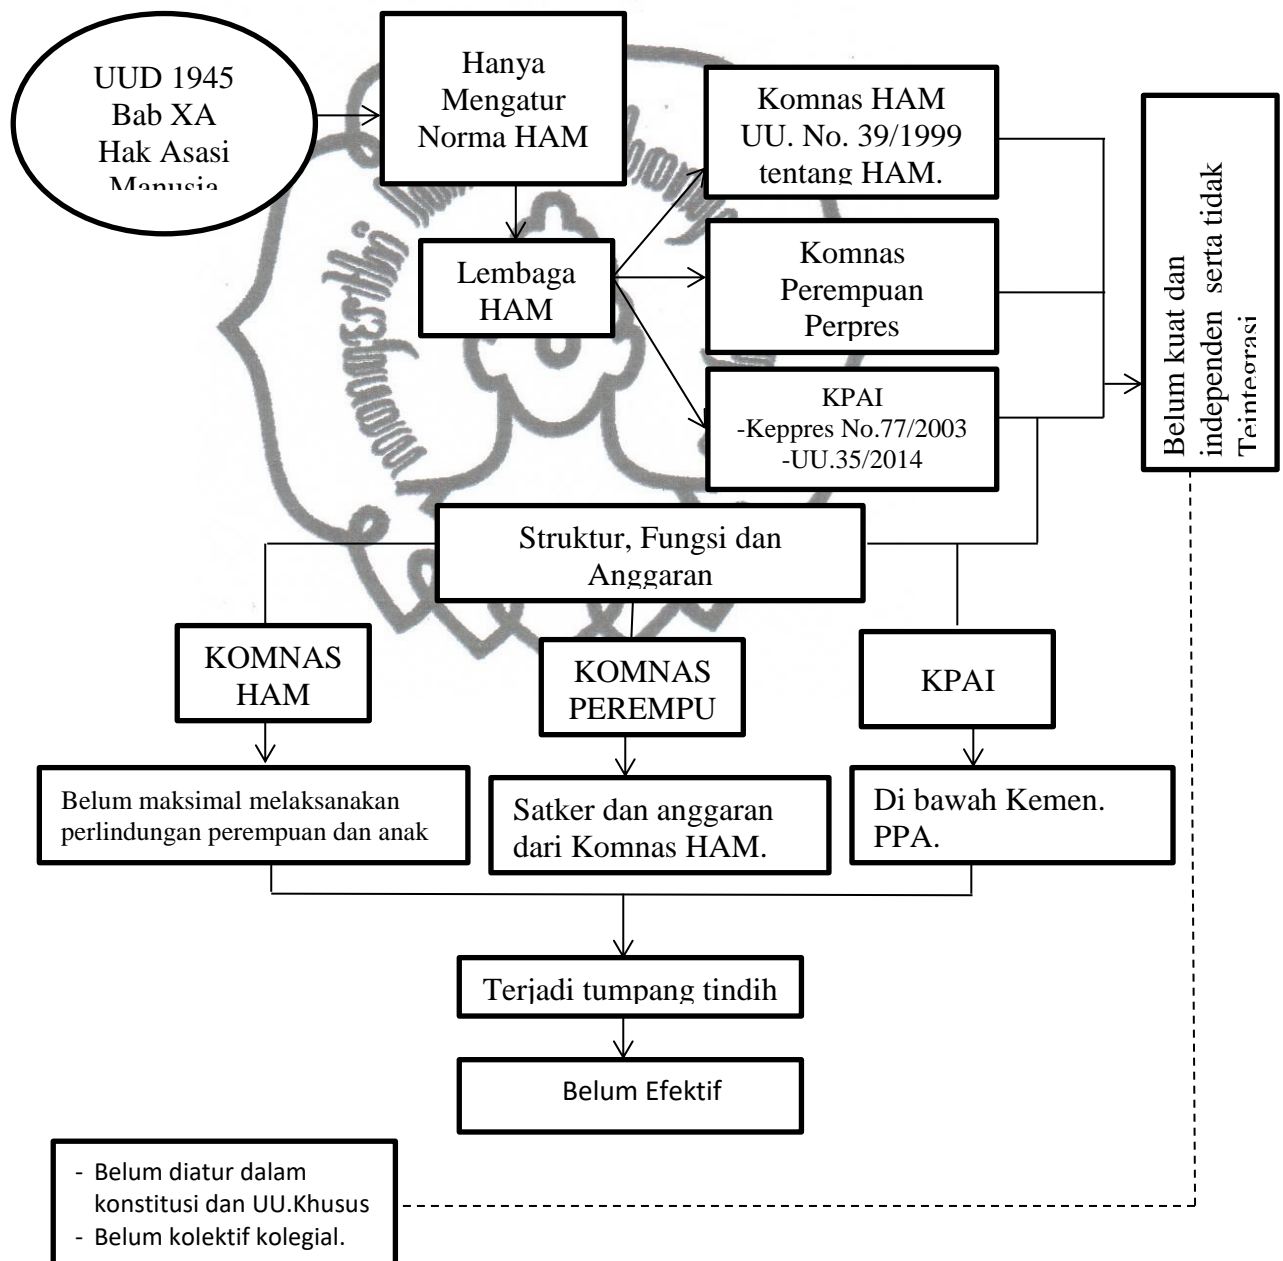 UUD 1945
Bab XA
Hak Asasi
Manusia
Hanya
Mengatur
Norma HAM
Lembaga
HAM
Komnas HAM
UU. No. 39/1999
tentang HAM.
Komnas
Perempuan
Perpres
KPAI
-Keppres No.77/2003
-UU.35/2014
Belum kuat dan
independen serta tidak
Teintegrasi
Struktur, Fungsi dan
Anggaran
KOMNAS
HAM
KOMNAS
PEREMPU
KPAI
Belum maksimal melaksanakan
perlindungan perempuan dan anak
Satker dan anggaran
dari Komnas HAM.
Di bawah Kemen.
PPA.
Terjadi tumpang tindih
Belum Efektif
- Belum diatur dalam
konstitusi dan UU.Khusus
- Belum kolektif kolegial.